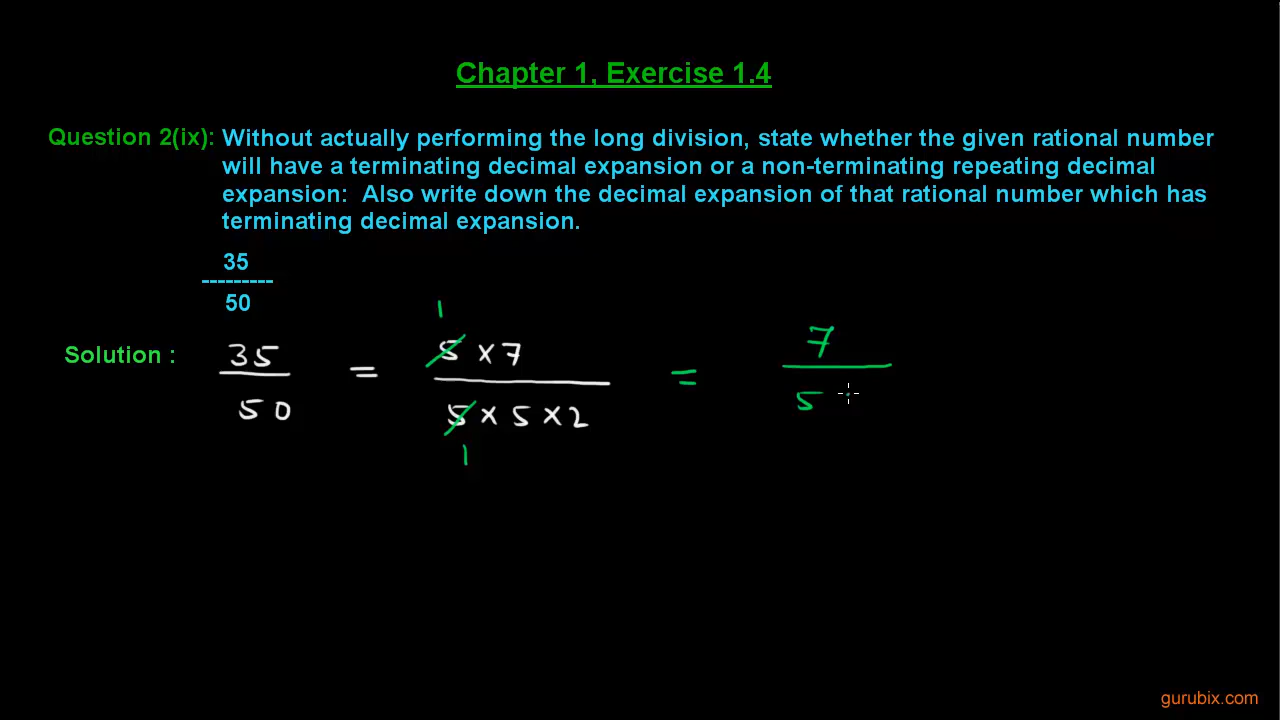 Chapter 1, Exercise 1.4
Question 2(ix): Without actually performing the long division, state whether the given rational number
will have a terminating decimal expansion or a non-terminating repeating decimal
expansion: Also write down the decimal expansion of that rational number which has
terminating decimal expansion.
35
---------
50
Solution :
35
50
=
1
5 × 7
5 × 5 × 2
1
=
7
5
gurubix.com